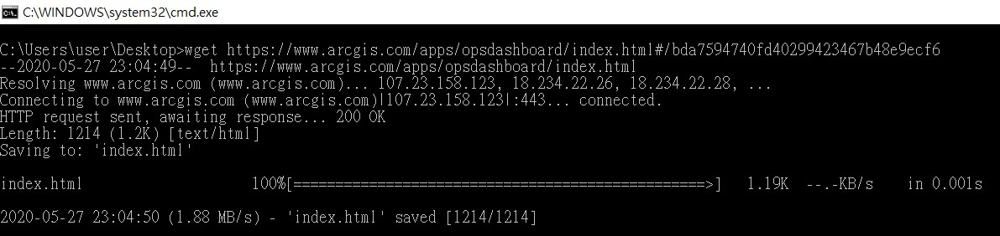 C:\WINDOWS\system32\cmd.exe
C:\Users\user\Desktop>wget https://www.arcgis.com/apps/opsdashboard/index.html#/bda7594740fd40299423467b48e9ecf6
--2020-05-27 23:04:49-- https://www.arcgis.com/apps/opsdashboard/index.html
Resolving www.arcgis.com (www.arcgis.com)... 107.23.158.123, 18.234.22.26, 18.234.22.28, ...
Connecting to www.arcgis.com (www.arcgis.com)|107.23.158.123|:443... connected.
HTTP request sent, awaiting response... 200 OK
Length: 1214 (1.2K) [text/html]
Saving to: 'index.html'
index.html 100%[=================================================>] 1.19K --.-KB/s in 0.001s
2020-05-27 23:04:50 (1.88 MB/s) - 'index.html' saved [1214/1214]